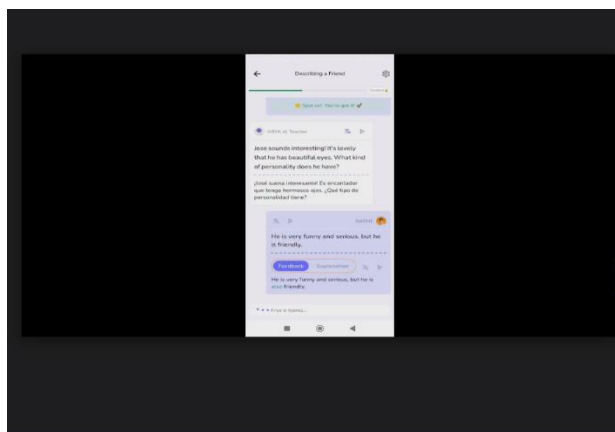 Describing a Friend
Spot on! You've got it!
Jose sounds interesting! It's lovely
that he has beautiful eyes. What kind
of personality does he have?
¡José suena interesante! Es encantador
que tenga hermosos ojos. ¿Qué tipo de
personalidad tiene?
He is very funny and serious, but he
is friendly.
Feedback Explanation
He is very funny and serious, but he is
also friendly.